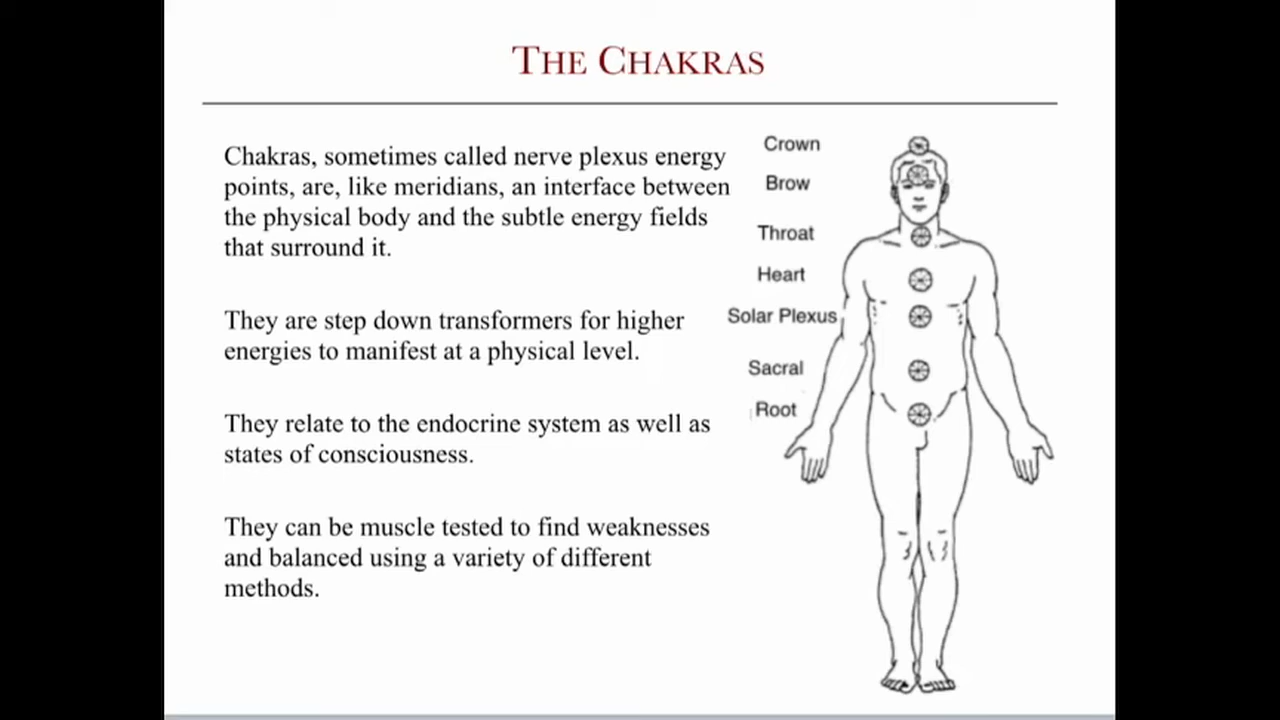 THE CHAKRAS
Chakras, sometimes called nerve plexus energy
points, are, like meridians, an interface between
the physical body and the subtle energy fields
that surround it.
They are step down transformers for higher
energies to manifest at a physical level.
They relate to the endocrine system as well as
states of consciousness.
They can be muscle tested to find weaknesses
and balanced using a variety of different
methods.
Crown
Brow
Throat
Heart
Solar Plexus
Sacral
Root